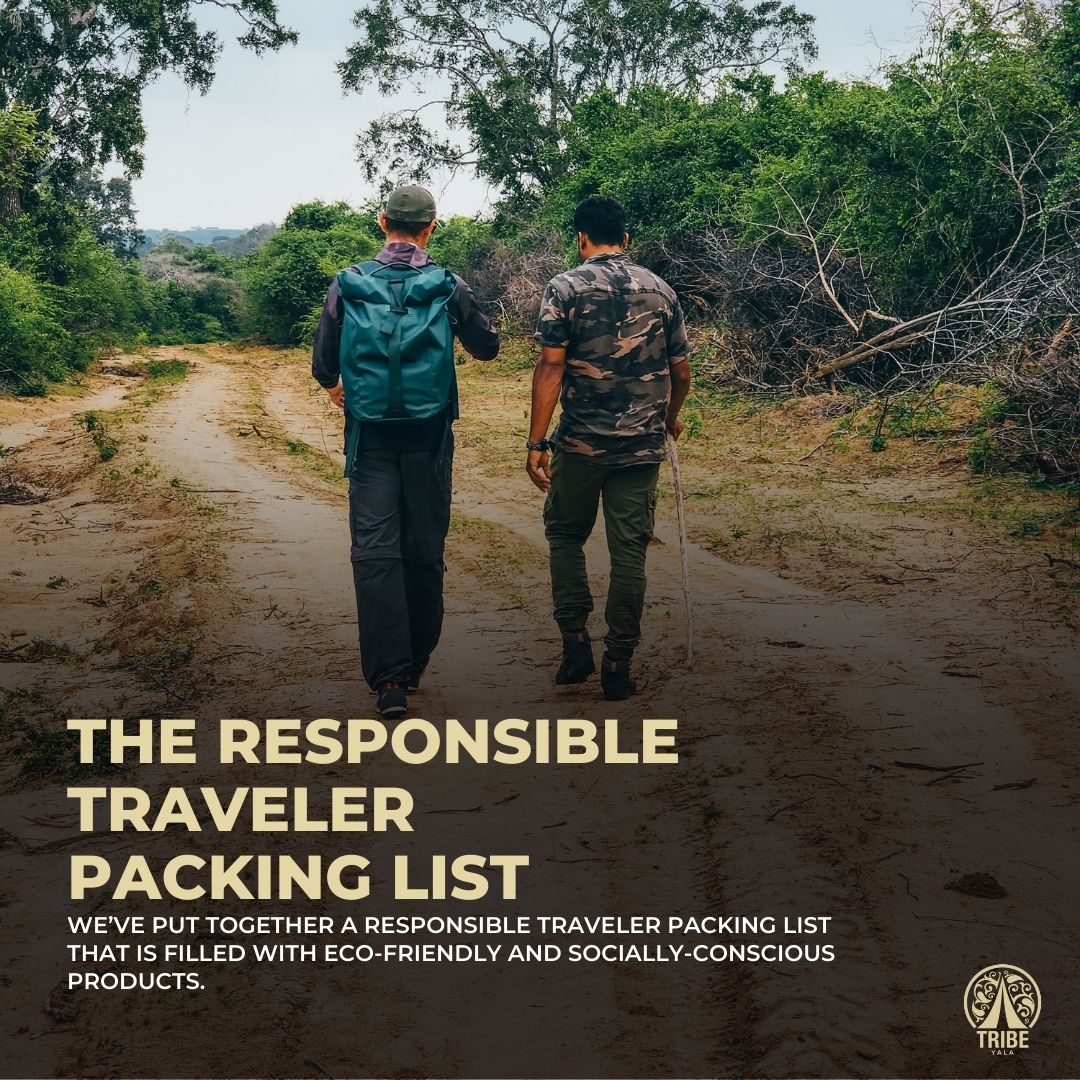 THE RESPONSIBLE
TRAVELER
PACKING LIST
WE’VE PUT TOGETHER A RESPONSIBLE TRAVELER PACKING LIST
THAT IS FILLED WITH ECO-FRIENDLY AND SOCIALLY-CONSCIOUS
PRODUCTS.
TRIBE
YALA